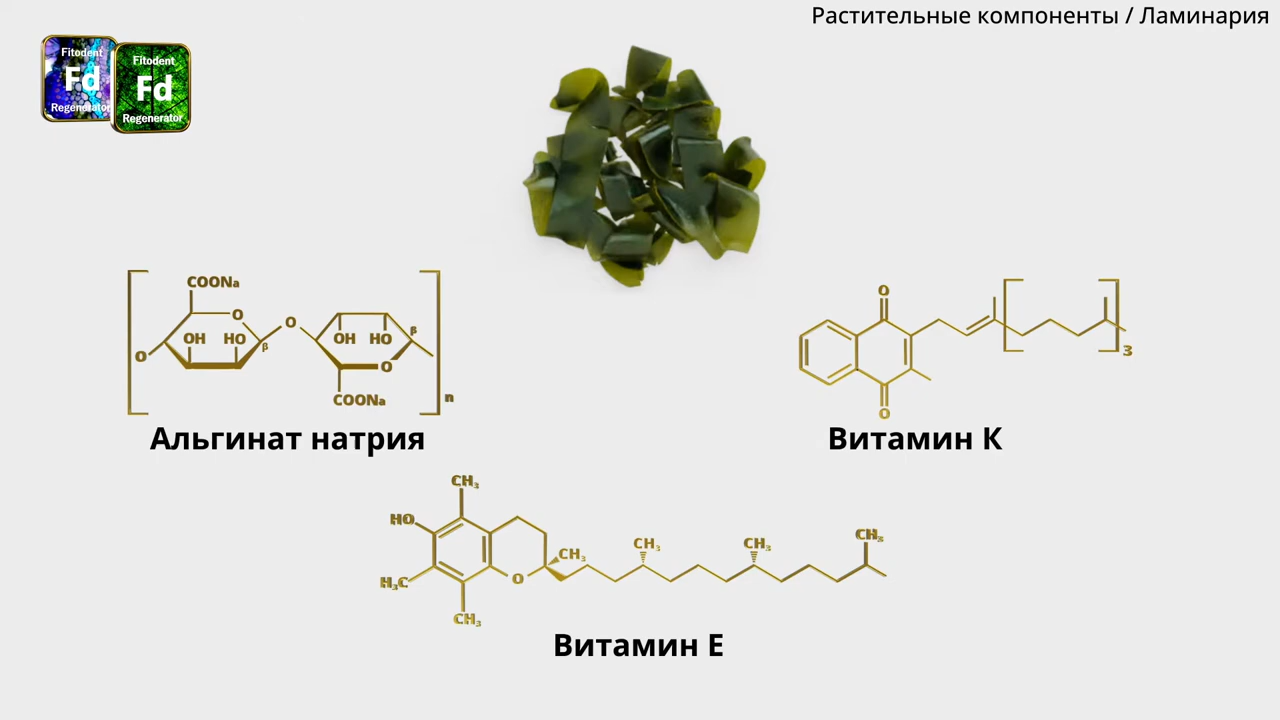 Растительные компоненты / Ламинария
Fitodent
Fd
Regenerator
Fitodent
Fd
Regenerator
COONa
O
OH
HO
β
O
O
OH
HO
β
O
COONa
n
Альгинат натрия
O
O
3
Витамин К
CH₃
HO
H₃C
CH₃
O
CH₃
CH₃
CH₃
CH₃
Витамин Е